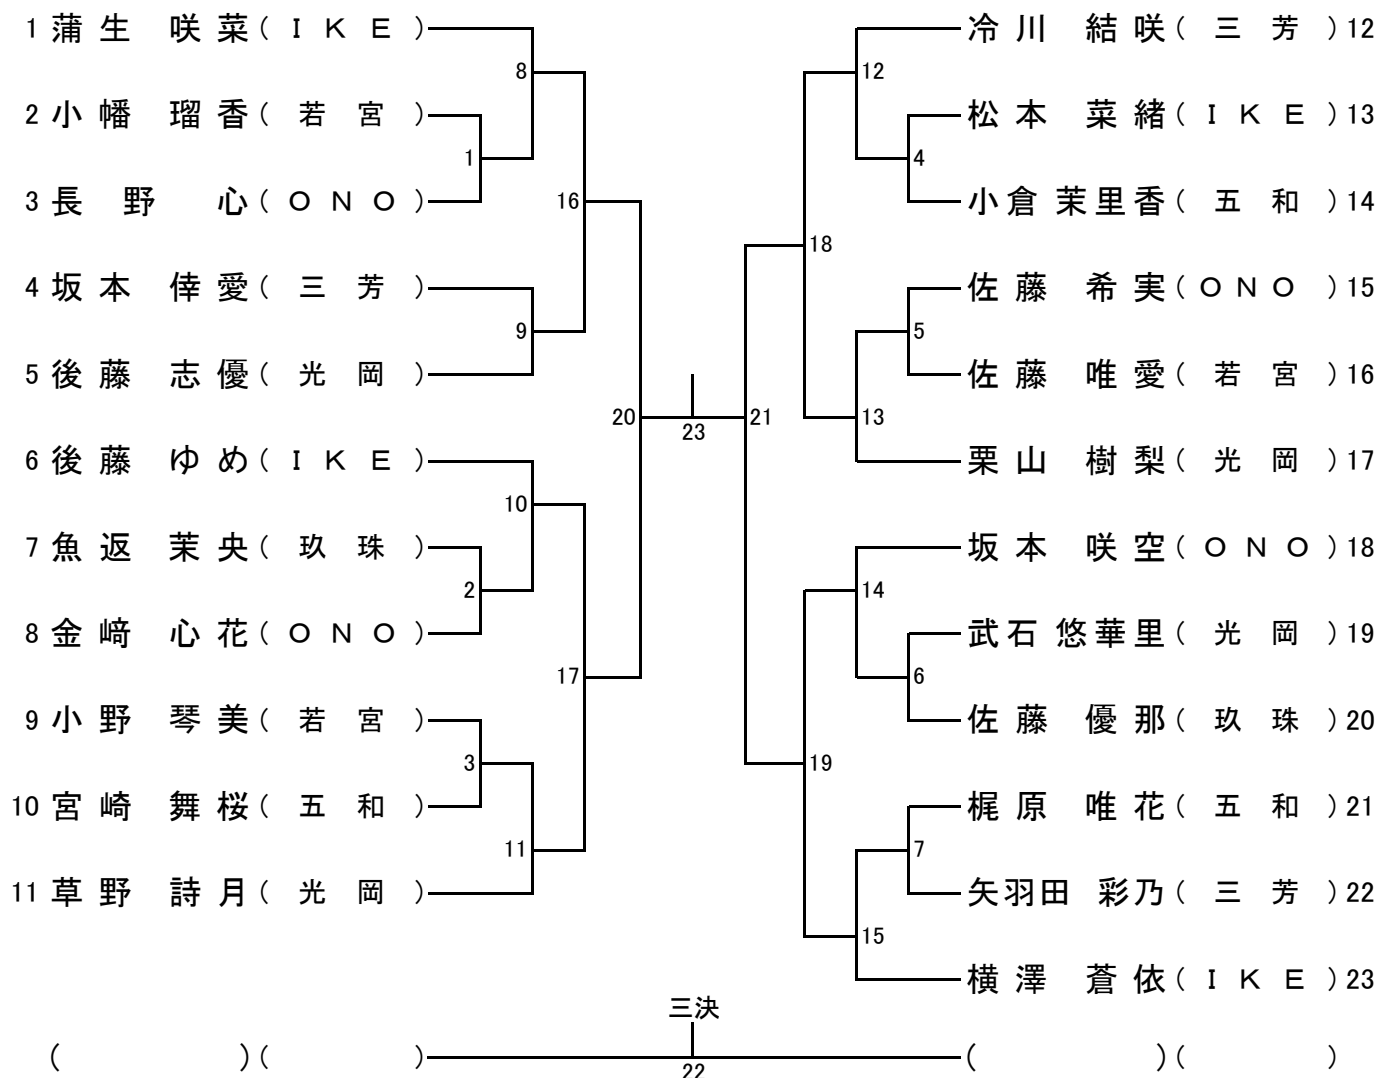 1 蒲生 咲菜 ( IKE )
2 小幡 瑠香 ( 若宮 )
3 長野 心 ( ONO )
4 坂本 倖愛 ( 三芳 )
5 後藤 志優 ( 光岡 )
6 後藤 ゆめ ( IKE )
7 魚返 茉央 ( 玖珠 )
8 金﨑 心花 ( ONO )
9 小野 琴美 ( 若宮 )
10 宮崎 舞桜 ( 五和 )
11 草野 詩月 ( 光岡 )
8
1
16
9
20
10
2
17
3
11
23
21
12
4
18
5
13
14
6
19
7
15
冷川 結咲 ( 三芳 ) 12
松本 菜緒 ( IKE ) 13
小倉 茉里香 ( 五和 ) 14
佐藤 希実 ( ONO ) 15
佐藤 唯愛 ( 若宮 ) 16
栗山 樹梨 ( 光岡 ) 17
坂本 咲空 ( ONO ) 18
武石 悠華里 ( 光岡 ) 19
佐藤 優那 ( 玖珠 ) 20
梶原 唯花 ( 五和 ) 21
矢羽田 彩乃 ( 三芳 ) 22
横澤 蒼依 ( IKE ) 23
三決
( ) ( ) ( ) ( )
22